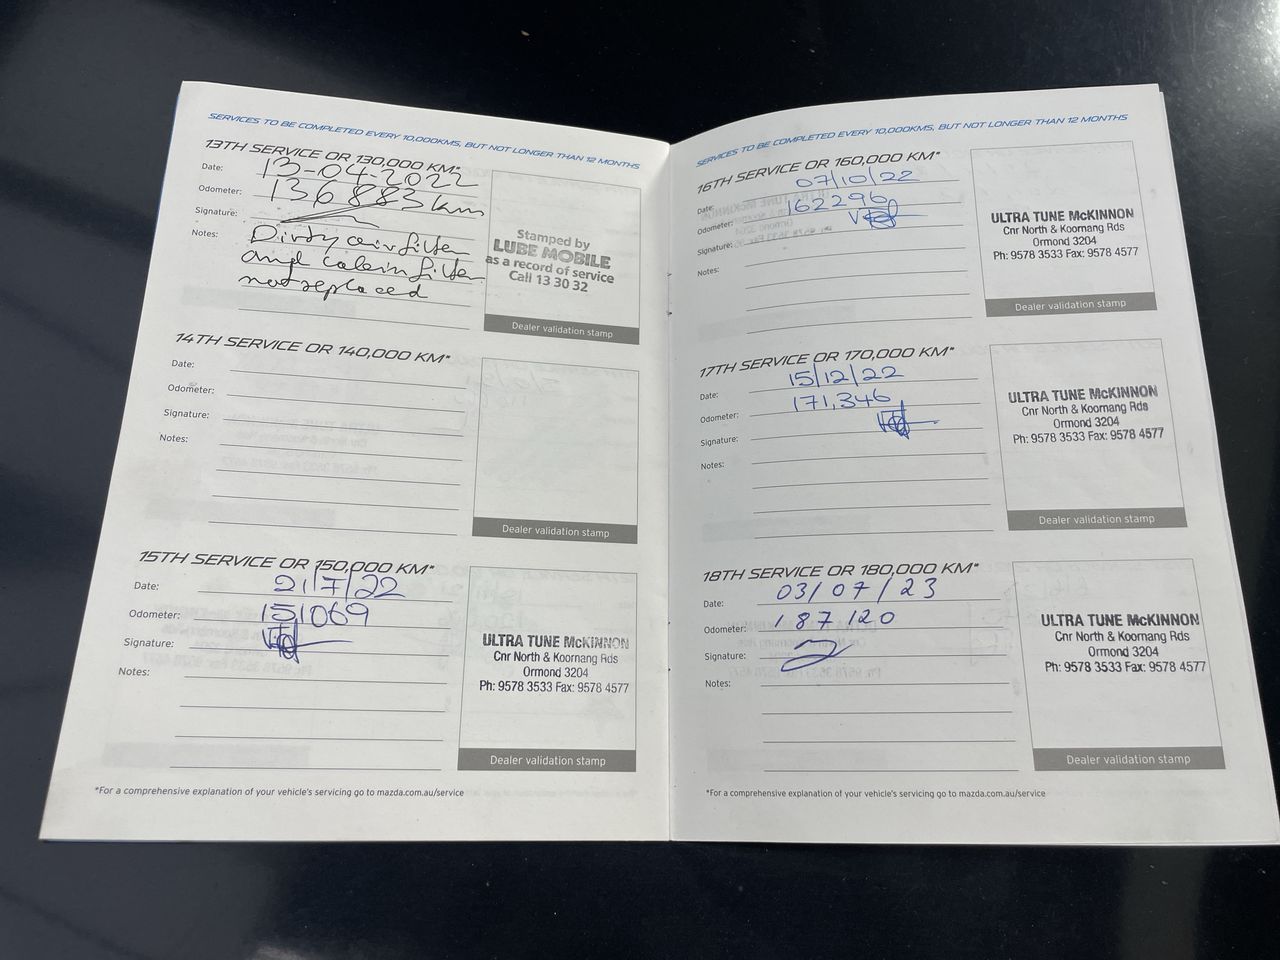 SERVICES TO BE COMPLETED EVERY 10,000KMS, BUT NOT LONGER THAN 12 MONTHS
13TH SERVICE OR 130,000 KM*
Date: 13-04-2022
Odometer: 136883 km
Signature:
Notes: Dirty air filter
and cabin filter
not replaced
Stamped by
LUBE MOBILE
as a record of service
Call 13 30 32
Dealer validation stamp
14TH SERVICE OR 140,000 KM*
Date:
Odometer:
Signature:
Notes:
Dealer validation stamp
15TH SERVICE OR 150,000 KM*
Date: 21/7/22
Odometer: 151069
Signature:
Notes:
ULTRA TUNE McKINNON
Cnr North & Koornang Rds
Ormond 3204
Ph: 9578 3533 Fax: 9578 4577
Dealer validation stamp
*For a comprehensive explanation of your vehicle's servicing go to mazda.com.au/service
SERVICES TO BE COMPLETED EVERY 10,000KMS, BUT NOT LONGER THAN 12 MONTHS
16TH SERVICE OR 160,000 KM*
Date: 07/10/22
Odometer: 162296
Signature:
Notes:
ULTRA TUNE McKINNON
Cnr North & Koornang Rds
Ormond 3204
Ph: 9578 3533 Fax: 9578 4577
Dealer validation stamp
17TH SERVICE OR 170,000 KM*
Date: 15/12/22
Odometer: 171,346
Signature:
Notes:
ULTRA TUNE McKINNON
Cnr North & Koornang Rds
Ormond 3204
Ph: 9578 3533 Fax: 9578 4577
Dealer validation stamp
18TH SERVICE OR 180,000 KM*
Date: 03/07/23
Odometer: 187120
Signature:
Notes:
ULTRA TUNE McKINNON
Cnr North & Koornang Rds
Ormond 3204
Ph: 9578 3533 Fax: 9578 4577
Dealer validation stamp
*For a comprehensive explanation of your vehicle's servicing go to mazda.com.au/service